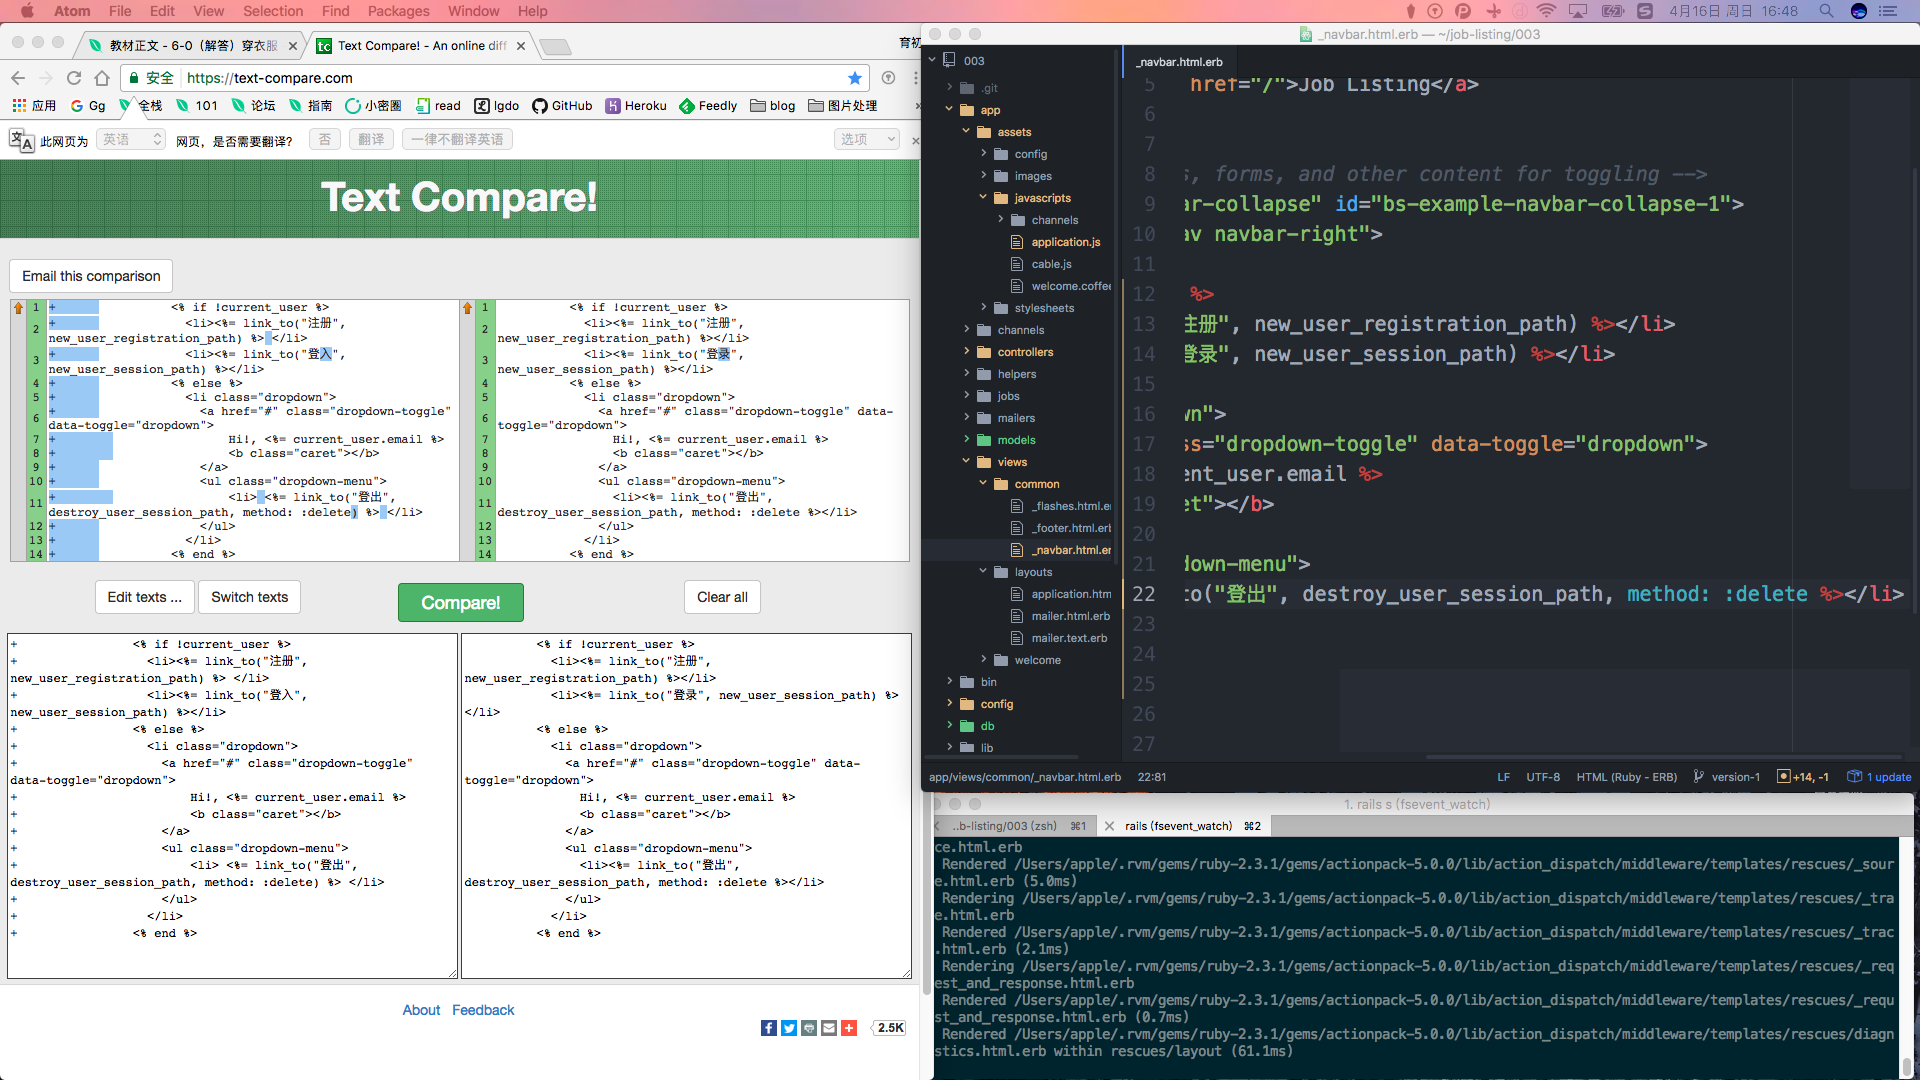 Atom File Edit View Selection Find Packages Window Help
4月16日 周日 16:48
教材正文 - 6-0（解答）穿衣服
Text Compare! - An online diff
安全 https://text-compare.com
应用 Gg 全栈 101 论坛 指南 小密圈 read lgdo GitHub Heroku Feedly blog 图片处理 »
此网页为 英语 网页，是否需要翻译？ 否 翻译 一律不翻译英语 选项
Text Compare!
Email this comparison
1 + <% if !current_user %>
2 + <li><%= link_to("注册",
new_user_registration_path) %> </li>
3 + <li><%= link_to("登入",
new_user_session_path) %></li>
4 + <% else %>
5 + <li class="dropdown">
6 + <a href="#" class="dropdown-toggle"
data-toggle="dropdown">
7 + Hi!, <%= current_user.email %>
8 + <b class="caret"></b>
9 + </a>
10 + <ul class="dropdown-menu">
11 + <li> <%= link_to("登出",
destroy_user_session_path, method: :delete) %> </li>
12 + </ul>
13 + </li>
14 + <% end %>
1 <% if !current_user %>
2 <li><%= link_to("注册",
new_user_registration_path) %></li>
3 <li><%= link_to("登录",
new_user_session_path) %></li>
4 <% else %>
5 <li class="dropdown">
6 <a href="#" class="dropdown-toggle" data-
toggle="dropdown">
7 Hi!, <%= current_user.email %>
8 <b class="caret"></b>
9 </a>
10 <ul class="dropdown-menu">
11 <li><%= link_to("登出",
destroy_user_session_path, method: :delete %></li>
12 </ul>
13 </li>
14 <% end %>
Edit texts ... Switch texts Compare! Clear all
+ <% if !current_user %>
+ <li><%= link_to("注册",
new_user_registration_path) %> </li>
+ <li><%= link_to("登入",
new_user_session_path) %></li>
+ <% else %>
+ <li class="dropdown">
+ <a href="#" class="dropdown-toggle"
data-toggle="dropdown">
+ Hi!, <%= current_user.email %>
+ <b class="caret"></b>
+ </a>
+ <ul class="dropdown-menu">
+ <li> <%= link_to("登出",
destroy_user_session_path, method: :delete) %> </li>
+ </ul>
+ </li>
+ <% end %>
<% if !current_user %>
<li><%= link_to("注册",
new_user_registration_path) %></li>
<li><%= link_to("登录", new_user_session_path) %>
</li>
<% else %>
<li class="dropdown">
<a href="#" class="dropdown-toggle" data-
toggle="dropdown">
Hi!, <%= current_user.email %>
<b class="caret"></b>
</a>
<ul class="dropdown-menu">
<li><%= link_to("登出",
destroy_user_session_path, method: :delete %></li>
</ul>
</li>
<% end %>
About Feedback
2.5K
_navbar.html.erb — ~/job-listing/003
003
.git
app
assets
config
images
javascripts
channels
application.js
cable.js
welcome.coffee
stylesheets
channels
controllers
helpers
jobs
mailers
models
views
common
_flashes.html.er
_footer.html.erb
_navbar.html.er
layouts
application.htm
mailer.html.erb
mailer.text.erb
welcome
bin
config
db
lib
_navbar.html.erb
5 href="/">Job Listing</a>
6
7
8 s, forms, and other content for toggling -->
9 ar-collapse" id="bs-example-navbar-collapse-1">
10 av navbar-right">
11
12 %>
13 注册", new_user_registration_path) %></li>
14 登录", new_user_session_path) %></li>
15
16 wn">
17 ss="dropdown-toggle" data-toggle="dropdown">
18 ent_user.email %>
19 et"></b>
20
21 down-menu">
22 to("登出", destroy_user_session_path, method: :delete %></li>
23
24
25
26
27
app/views/common/_navbar.html.erb 22:81 LF UTF-8 HTML (Ruby - ERB) version-1 +14, -1 1 update
1. rails s (fsevent_watch)
..b-listing/003 (zsh) ⌘1 rails (fsevent_watch) ⌘2
ce.html.erb
Rendered /Users/apple/.rvm/gems/ruby-2.3.1/gems/actionpack-5.0.0/lib/action_dispatch/middleware/templates/rescues/_sour
e.html.erb (5.0ms)
Rendering /Users/apple/.rvm/gems/ruby-2.3.1/gems/actionpack-5.0.0/lib/action_dispatch/middleware/templates/rescues/_tra
e.html.erb
Rendered /Users/apple/.rvm/gems/ruby-2.3.1/gems/actionpack-5.0.0/lib/action_dispatch/middleware/templates/rescues/_trac
.html.erb (2.1ms)
Rendering /Users/apple/.rvm/gems/ruby-2.3.1/gems/actionpack-5.0.0/lib/action_dispatch/middleware/templates/rescues/_req
est_and_response.html.erb
Rendered /Users/apple/.rvm/gems/ruby-2.3.1/gems/actionpack-5.0.0/lib/action_dispatch/middleware/templates/rescues/_requ
st_and_response.html.erb (0.7ms)
Rendered /Users/apple/.rvm/gems/ruby-2.3.1/gems/actionpack-5.0.0/lib/action_dispatch/middleware/templates/rescues/diagn
stics.html.erb within rescues/layout (61.1ms)